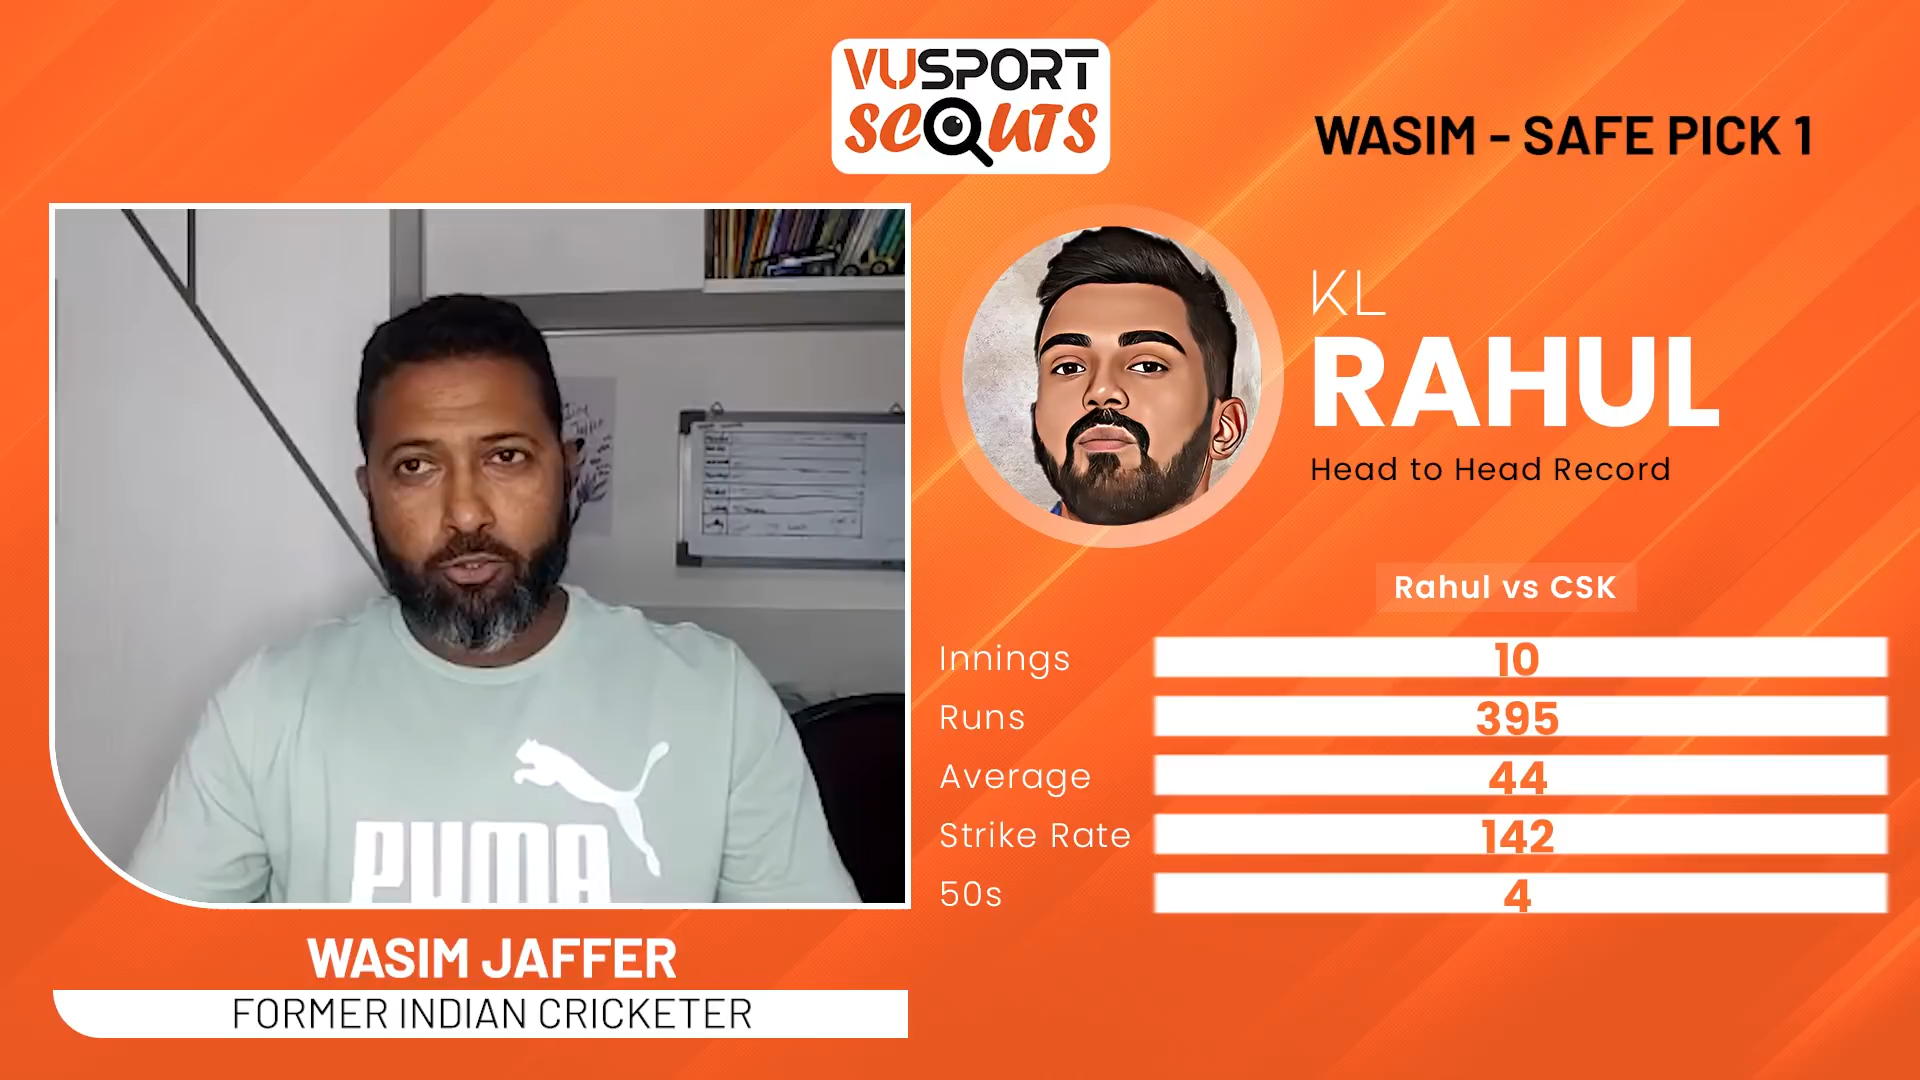 VUSPORT
SCOUTS
WASIM - SAFE PICK 1
KL
RAHUL
Head to Head Record
Rahul vs CSK
Innings 10
Runs 395
Average 44
Strike Rate 142
50s 4
PUMA
WASIM JAFFER
FORMER INDIAN CRICKETER